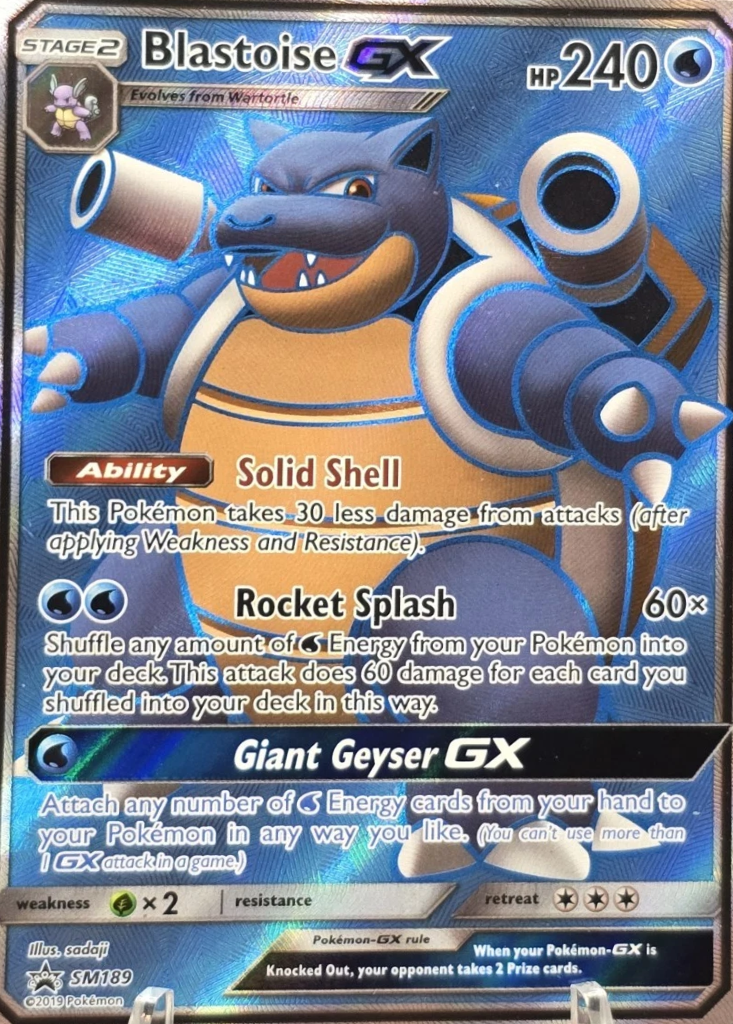 STAGE 2 Blastoise GX HP 240
Evolves from Wartortle
Ability Solid Shell
This Pokémon takes 30 less damage from attacks (after
applying Weakness and Resistance).
Rocket Splash 60×
Shuffle any amount of Energy from your Pokémon into
your deck. This attack does 60 damage for each card you
shuffled into your deck in this way.
Giant Geyser GX
Attach any number of Energy cards from your hand to
your Pokémon in any way you like. (You can't use more than
1 GX attack in a game.)
weakness × 2 resistance retreat
Illus. sadaji
PROMO SM189
©2019 Pokémon
Pokémon-GX rule
When your Pokémon-GX is
Knocked Out, your opponent takes 2 Prize cards.